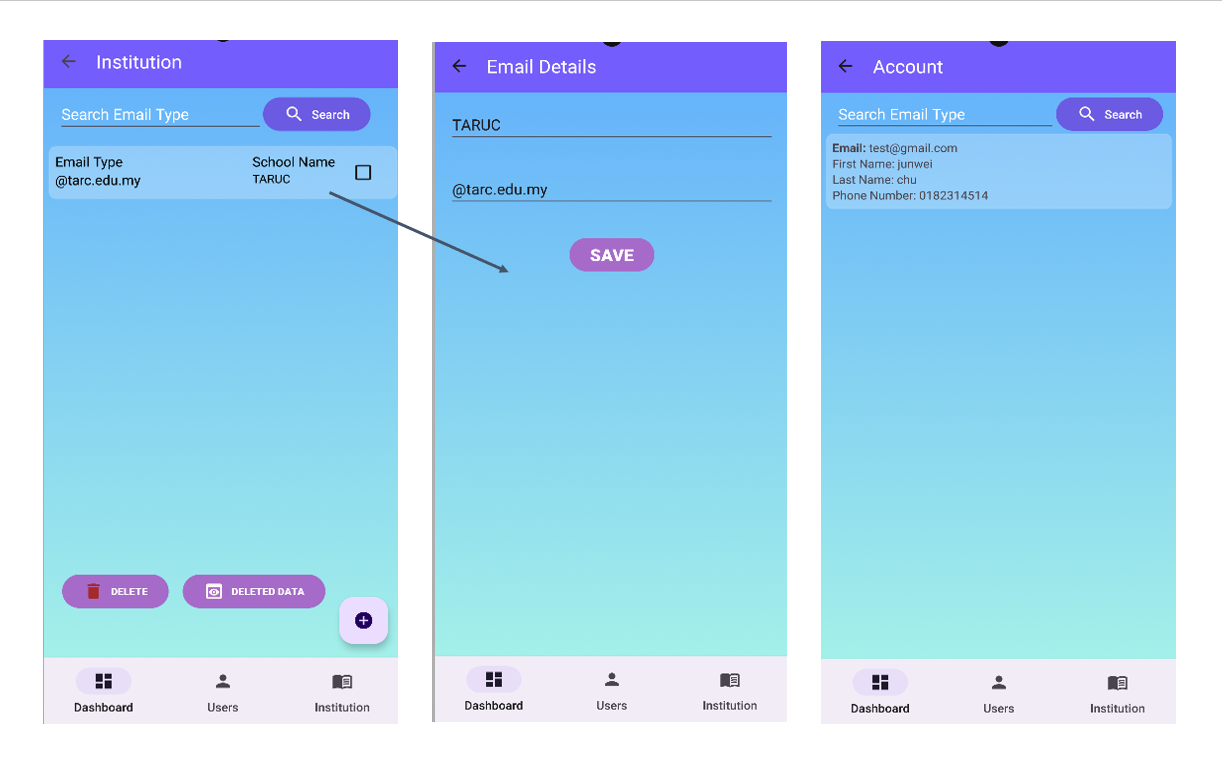 Institution
Search Email Type
Search
Email Type
School Name
@tarc.edu.my
TARUC
DELETE
DELETED DATA
Dashboard
Users
Institution
Email Details
TARUC
@tarc.edu.my
SAVE
Dashboard
Users
Institution
Account
Search Email Type
Search
Email: test@gmail.com
First Name: junwei
Last Name: chu
Phone Number: 0182314514
Dashboard
Users
Institution